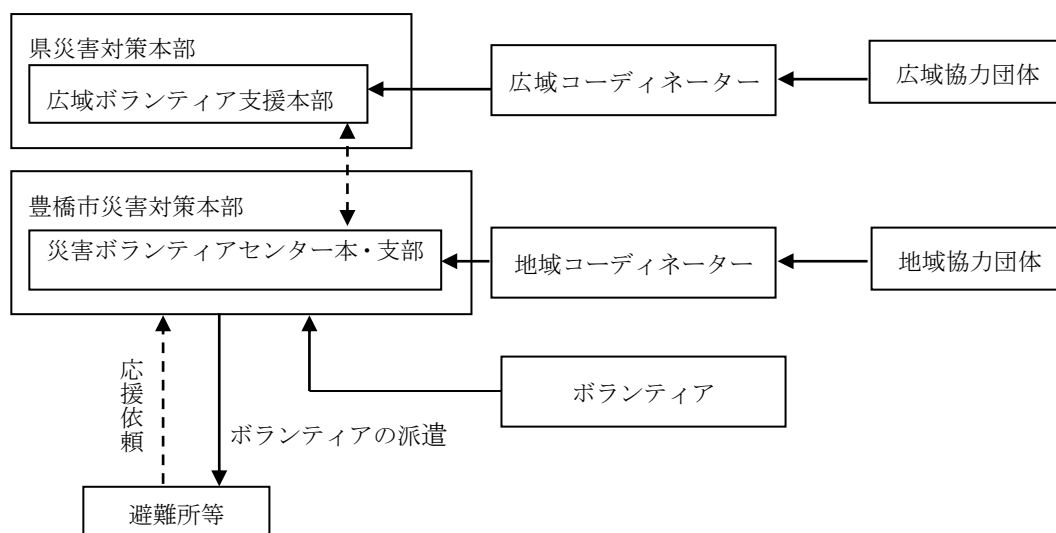 県災害対策本部
広域ボランティア支援本部
広域コーディネーター
広域協力団体
豊橋市災害対策本部
災害ボランティアセンター本・支部
地域コーディネーター
地域協力団体
応援依頼
ボランティアの派遣
ボランティア
避難所等